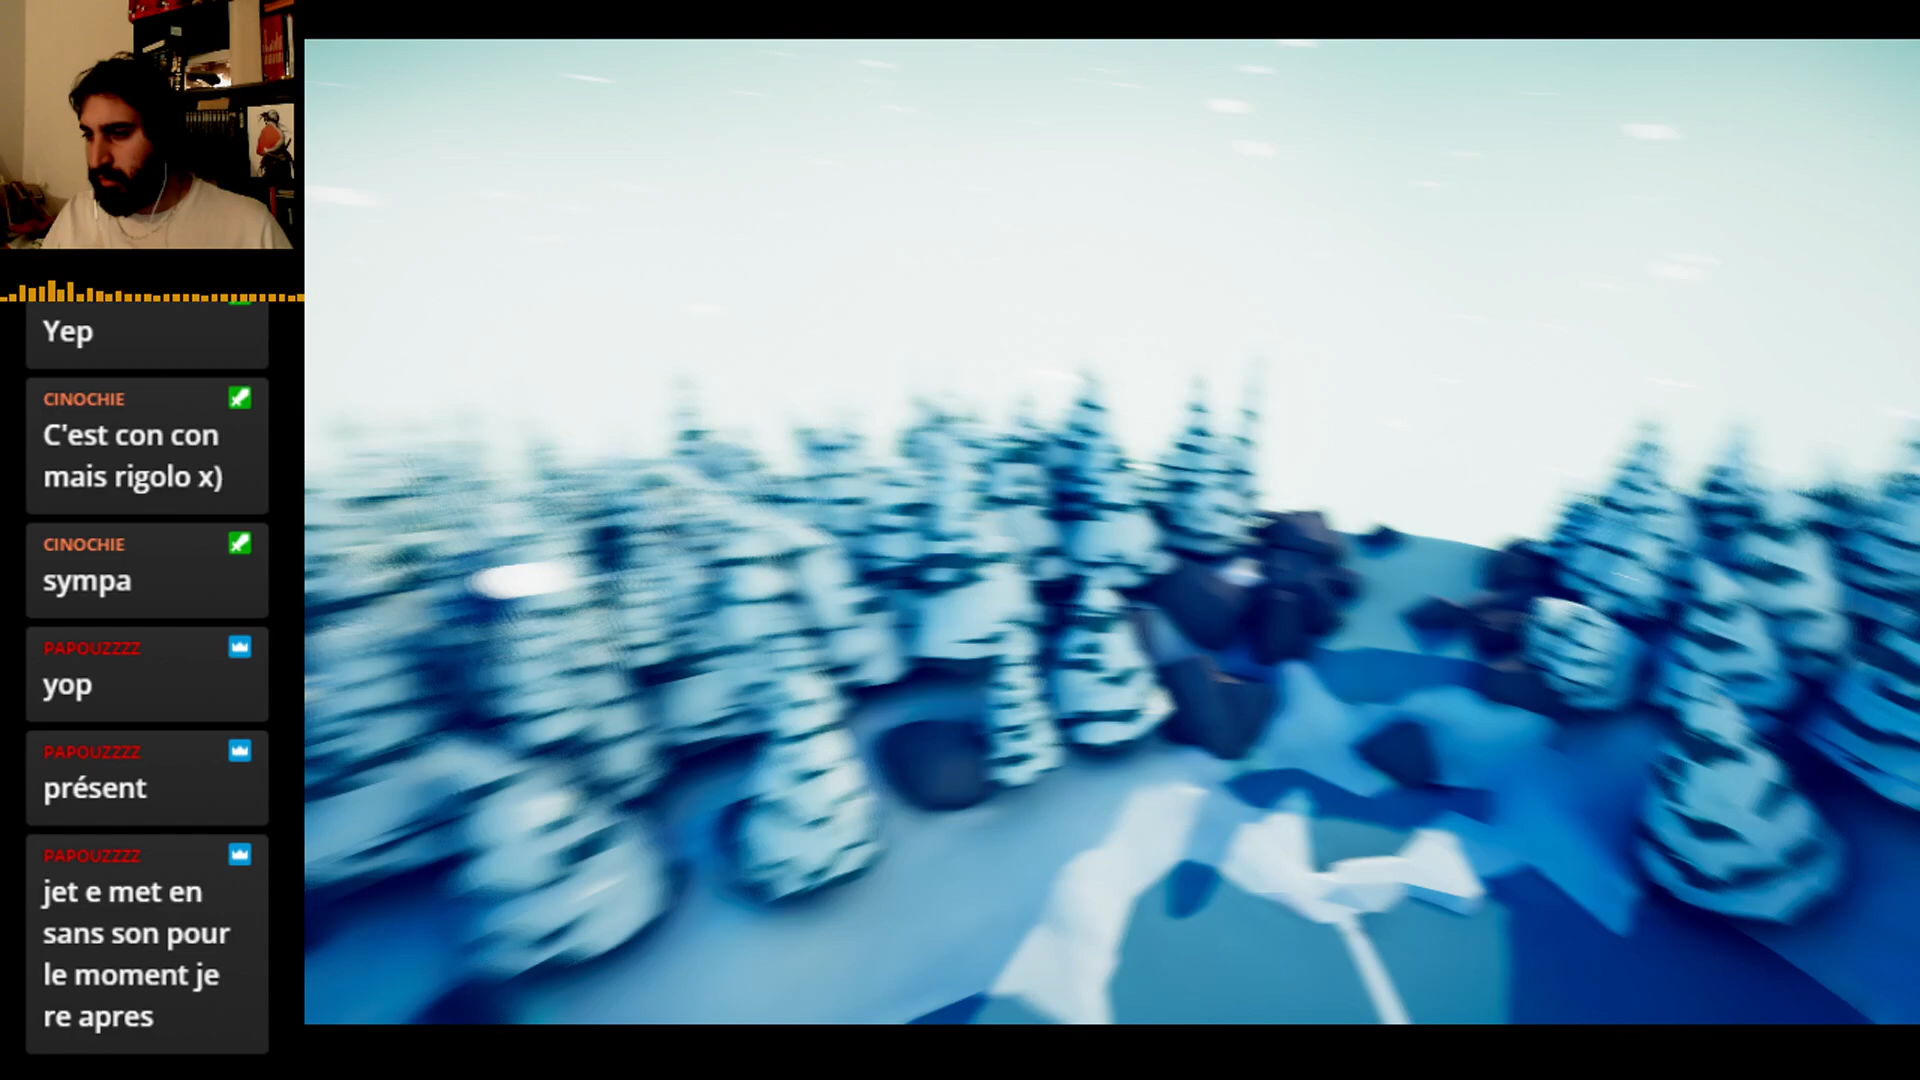 Yep
CINOCHIE
C'est con con
mais rigolo x)
CINOCHIE
sympa
PAPOUZZZZ
yop
PAPOUZZZZ
présent
PAPOUZZZZ
jet e met en
sans son pour
le moment je
re apres